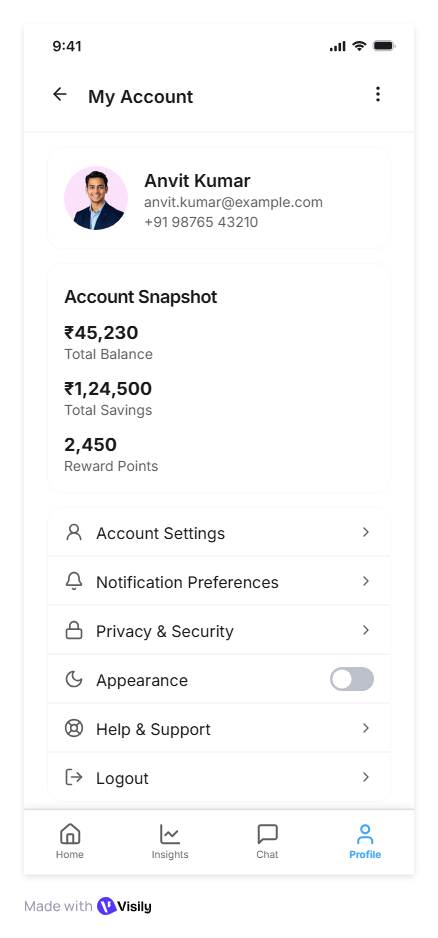 9:41
My Account
Anvit Kumar
anvit.kumar@example.com
+91 98765 43210
Account Snapshot
₹45,230
Total Balance
₹1,24,500
Total Savings
2,450
Reward Points
Account Settings
Notification Preferences
Privacy & Security
Appearance
Help & Support
Logout
Home Insights Chat Profile
Made with Visily